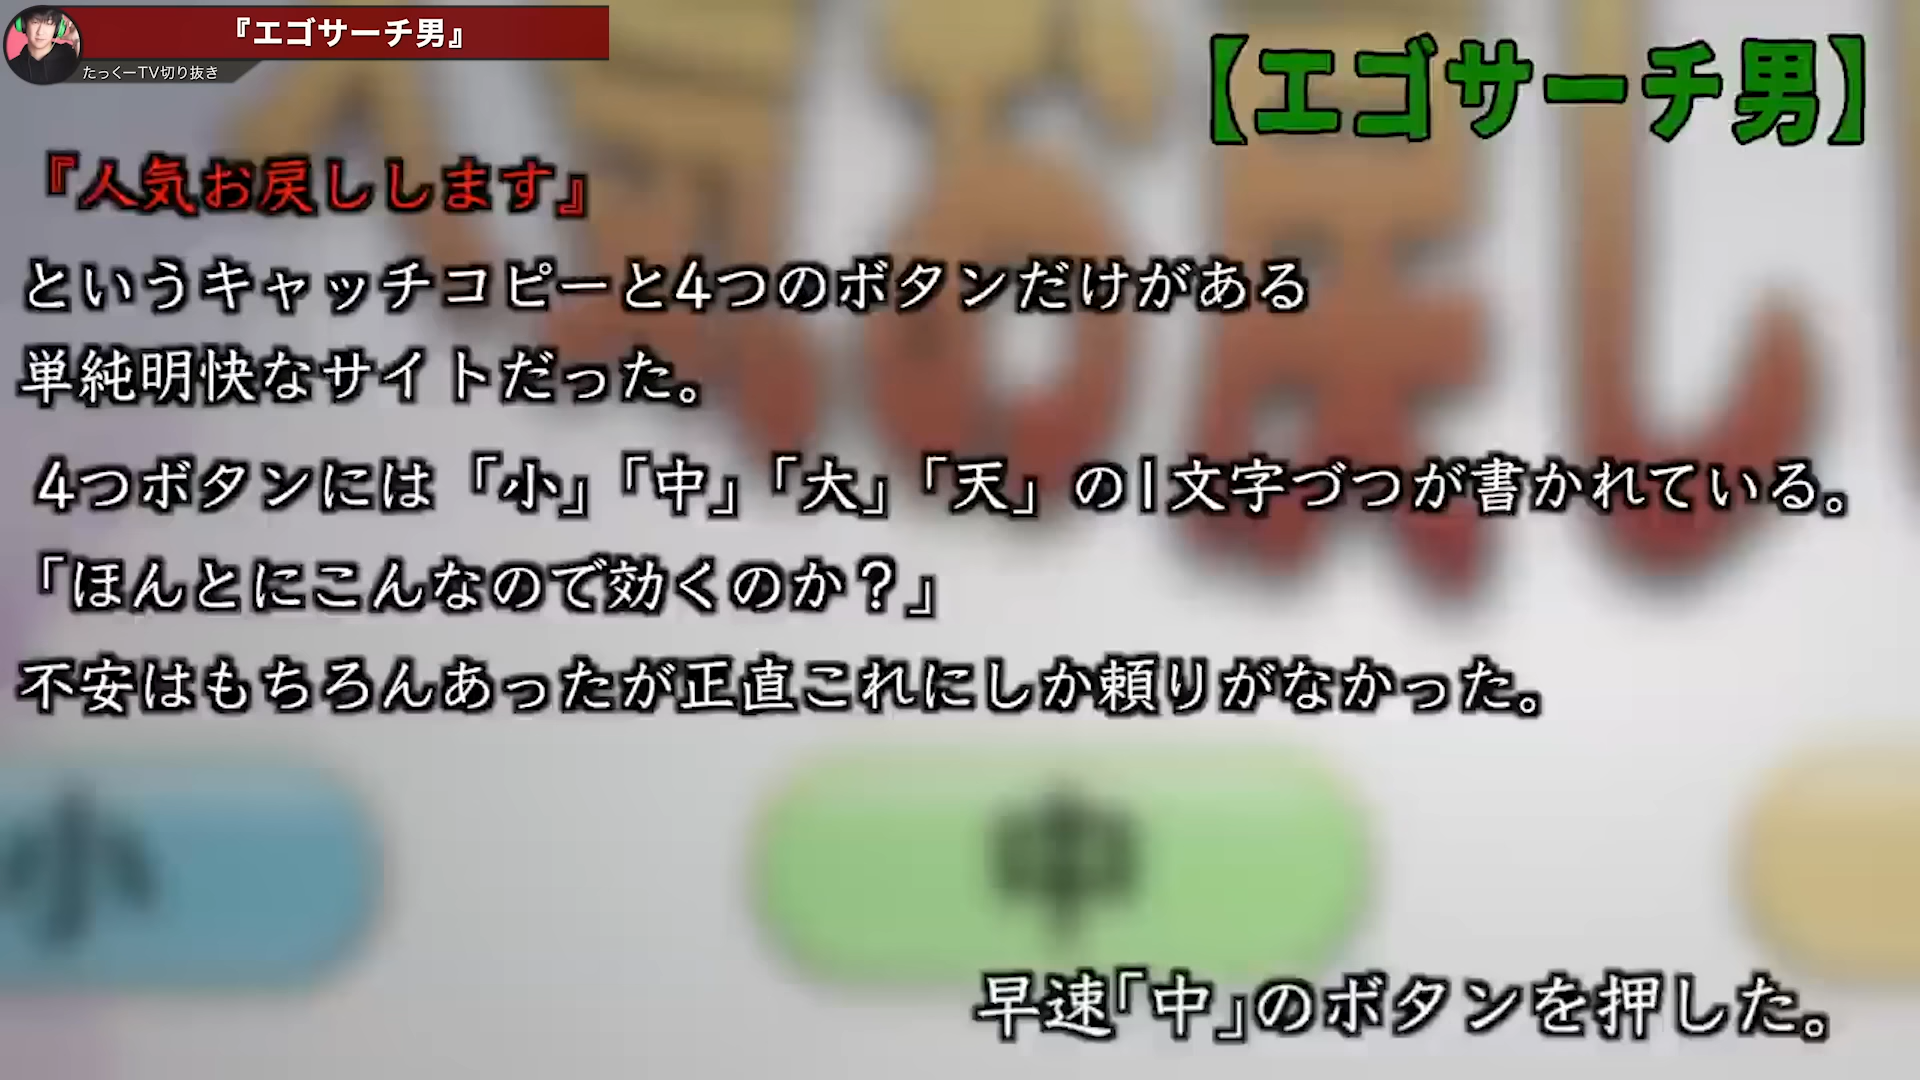 『エゴサーチ男』
たっくーTV切り抜き
【エゴサーチ男】
『人気お戻しします』
というキャッチコピーと4つのボタンだけがある
単純明快なサイトだった。
4つボタンには「小」「中」「大」「天」の1文字づつが書かれている。
「ほんとにこんなので効くのか？」
不安はもちろんあったが正直これにしか頼りがなかった。
小
中
早速「中」のボタンを押した。